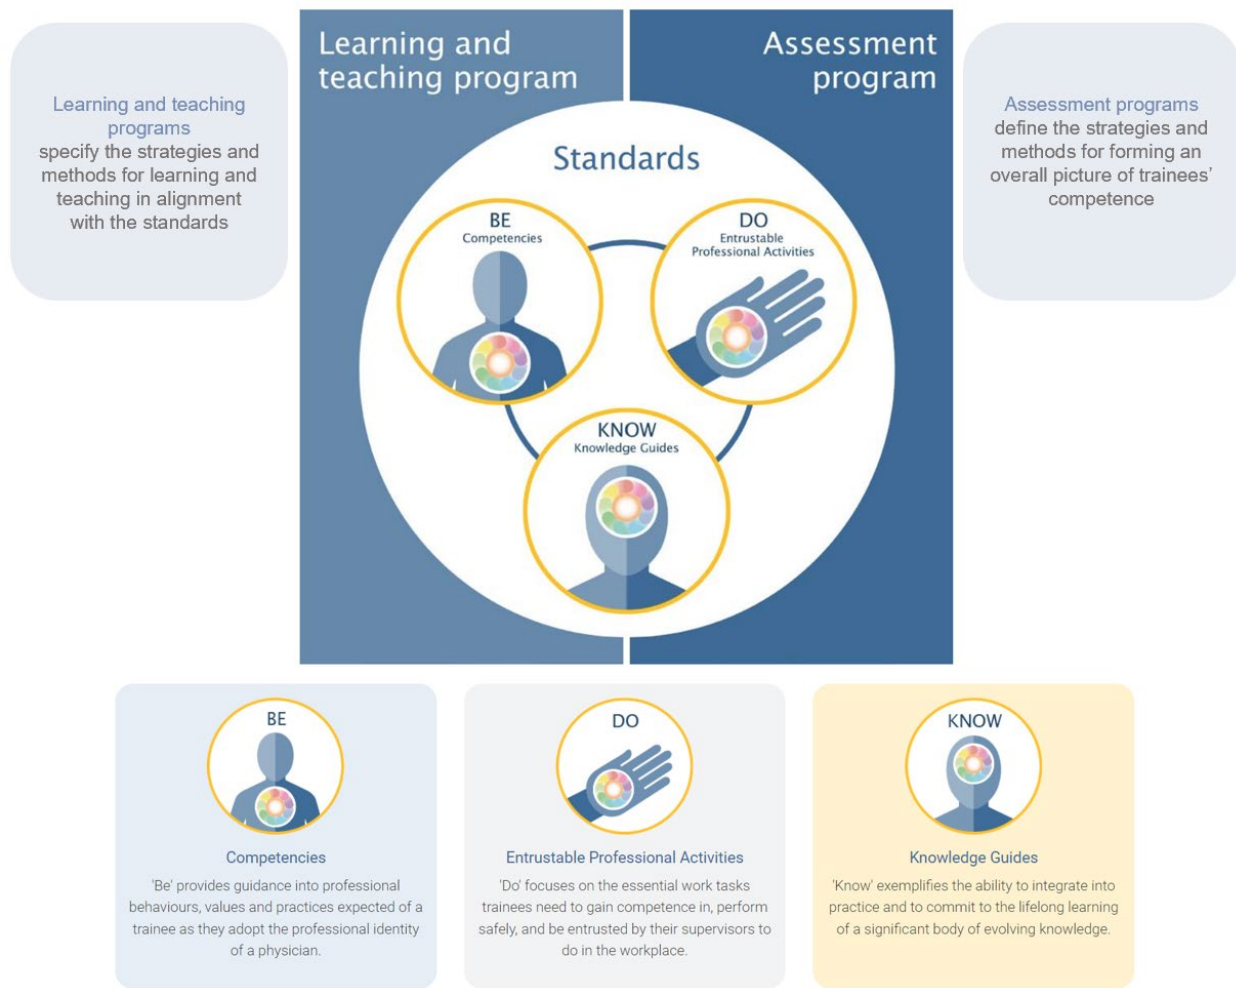 Learning and
teaching program
Assessment
program
Learning and teaching
programs
specify the strategies and
methods for learning and
teaching in alignment
with the standards
Assessment programs
define the strategies and
methods for forming an
overall picture of trainees’
competence
Standards
BE
Competencies
DO
Entrustable
Professional Activities
KNOW
Knowledge Guides
BE
Competencies
'Be' provides guidance into professional
behaviours, values and practices expected of a
trainee as they adopt the professional identity
of a physician.
DO
Entrustable Professional Activities
'Do' focuses on the essential work tasks
trainees need to gain competence in, perform
safely, and be entrusted by their supervisors to
do in the workplace.
KNOW
Knowledge Guides
'Know' exemplifies the ability to integrate into
practice and to commit to the lifelong learning
of a significant body of evolving knowledge.